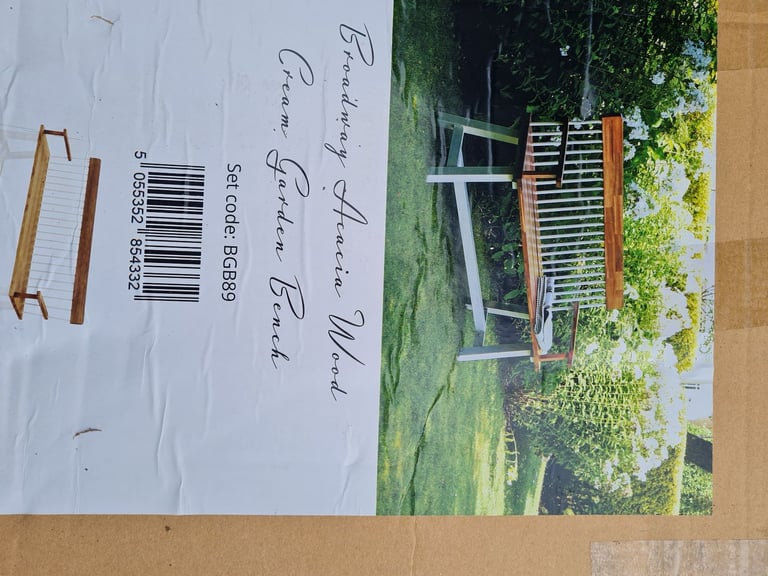 Broadway Acacia Wood
Cream Garden Bench
Set code: BGB89
5 055352 854332